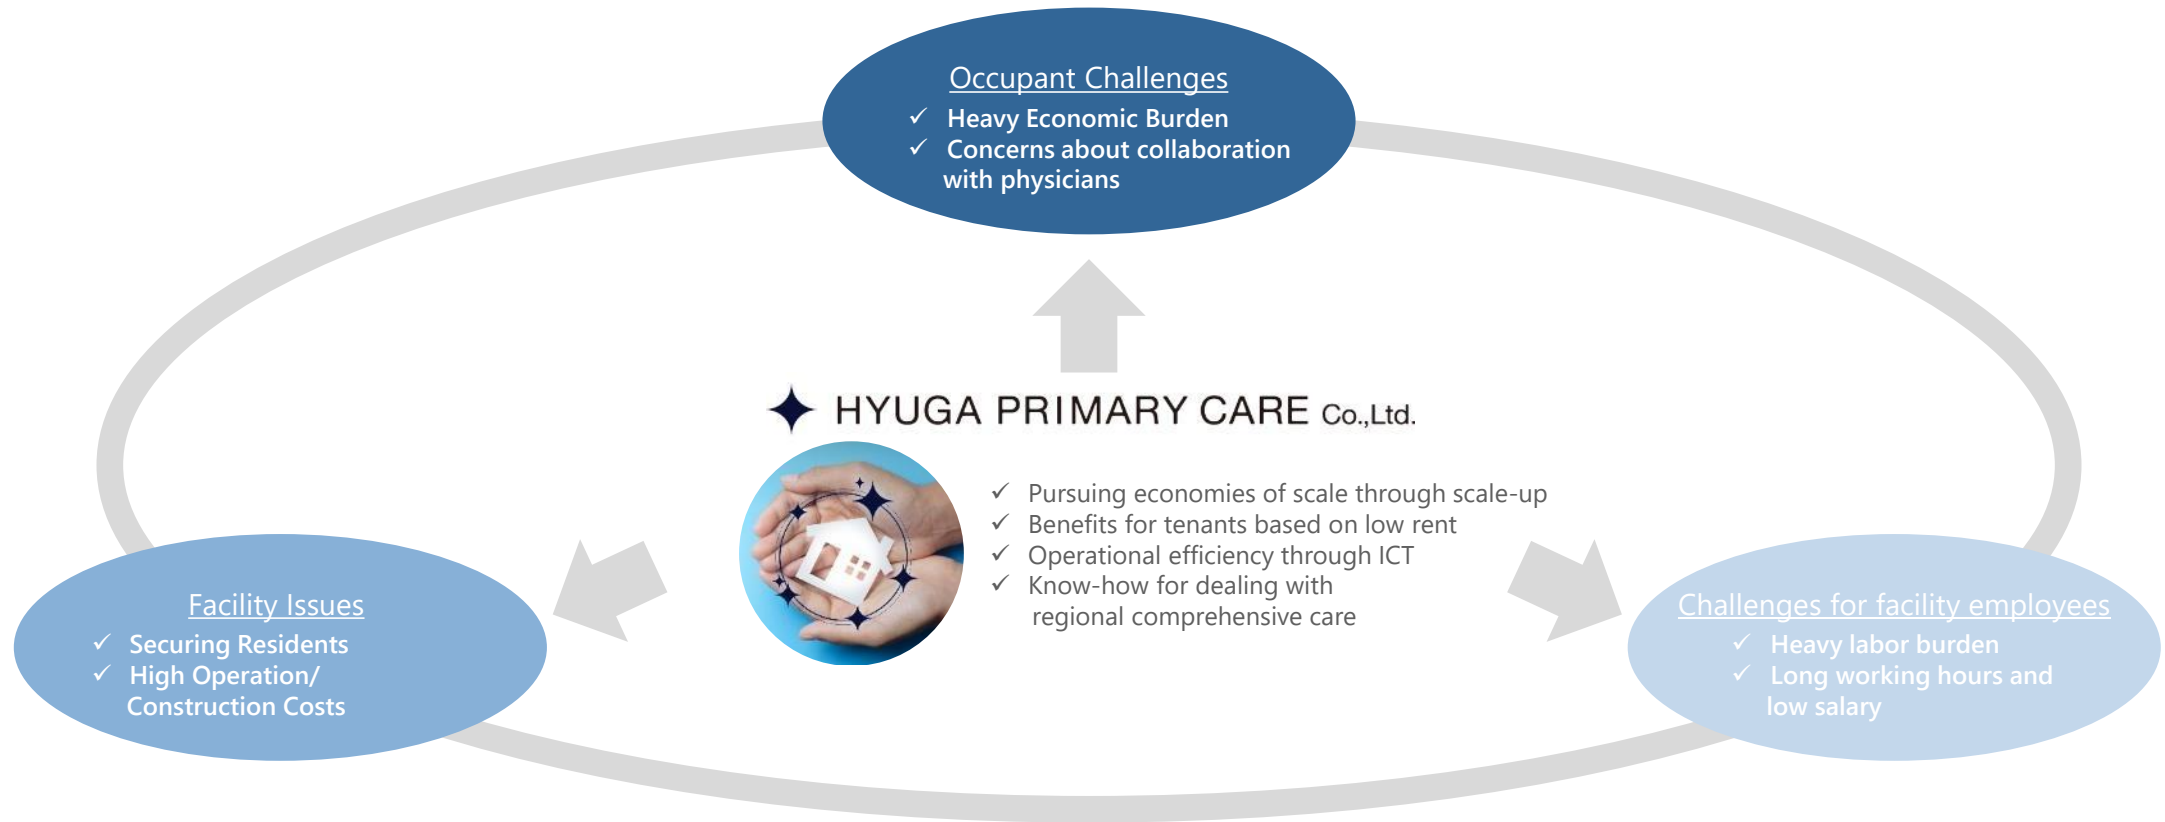 Occupant Challenges
✓ Heavy Economic Burden
✓ Concerns about collaboration
with physicians
HYUGA PRIMARY CARE Co.,Ltd.
✓ Pursuing economies of scale through scale-up
✓ Benefits for tenants based on low rent
✓ Operational efficiency through ICT
✓ Know-how for dealing with
regional comprehensive care
Facility Issues
✓ Securing Residents
✓ High Operation/
Construction Costs
Challenges for facility employees
✓ Heavy labor burden
✓ Long working hours and
low salary